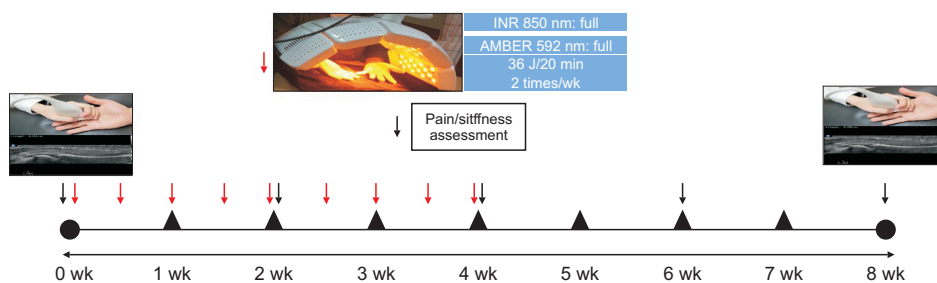 INR 850 nm: full
AMBER 592 nm: full
36 J/20 min
2 times/wk
Pain/sitffness
assessment
0 wk 1 wk 2 wk 3 wk 4 wk 5 wk 6 wk 7 wk 8 wk